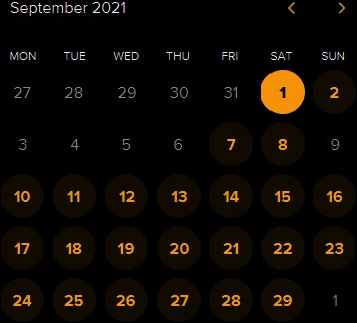 September 2021 < >
MON TUE WED THU FRI SAT SUN
27 28 29 30 31 1 2
3 4 5 6 7 8 9
10 11 12 13 14 15 16
17 18 19 20 21 22 23
24 25 26 27 28 29 1